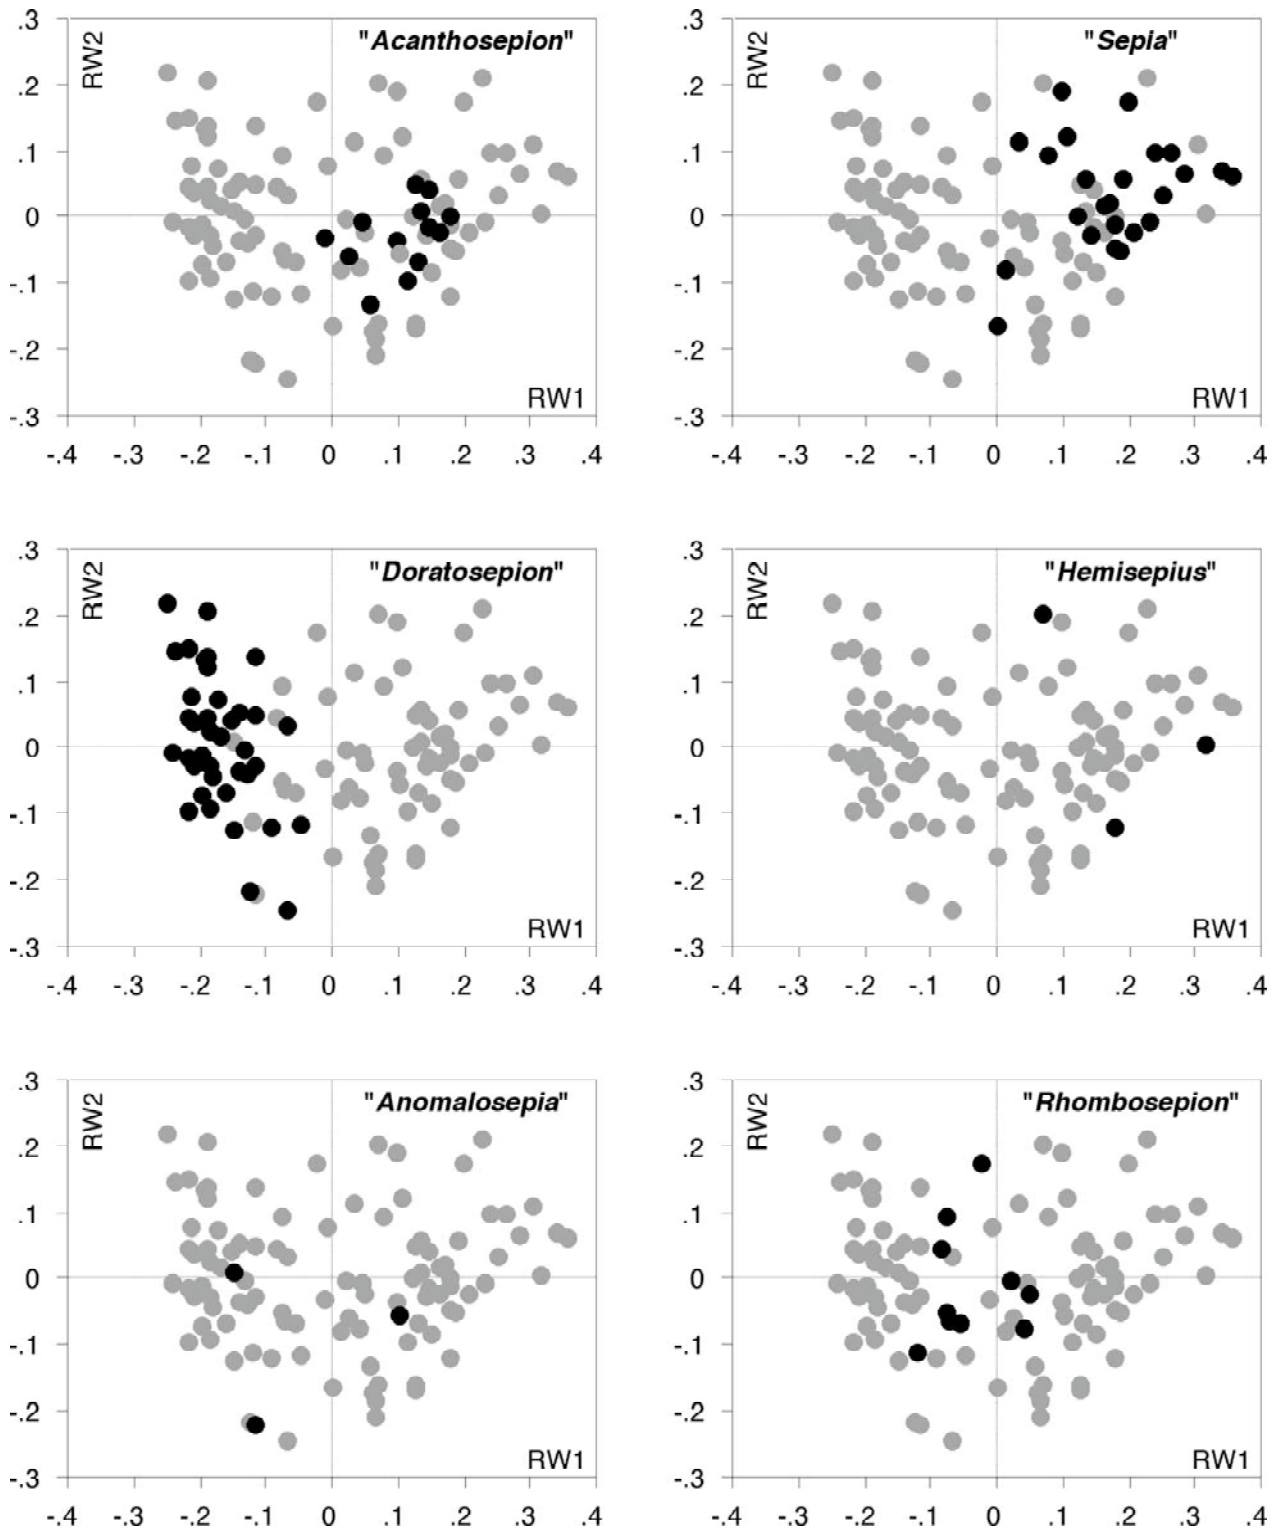 .3 RW2 "Acanthosepion"
.2
.1
0
-.1
-.2
-.3 RW1
-.4 -.3 -.2 -.1 0 .1 .2 .3 .4
.3 RW2 "Sepia"
.2
.1
0
-.1
-.2
-.3 RW1
-.4 -.3 -.2 -.1 0 .1 .2 .3 .4
.3 RW2 "Doratosepion"
.2
.1
0
-.1
-.2
-.3 RW1
-.4 -.3 -.2 -.1 0 .1 .2 .3 .4
.3 RW2 "Hemisepius"
.2
.1
0
-.1
-.2
-.3 RW1
-.4 -.3 -.2 -.1 0 .1 .2 .3 .4
.3 RW2 "Anomalosepia"
.2
.1
0
-.1
-.2
-.3 RW1
-.4 -.3 -.2 -.1 0 .1 .2 .3 .4
.3 RW2 "Rhombosepion"
.2
.1
0
-.1
-.2
-.3 RW1
-.4 -.3 -.2 -.1 0 .1 .2 .3 .4